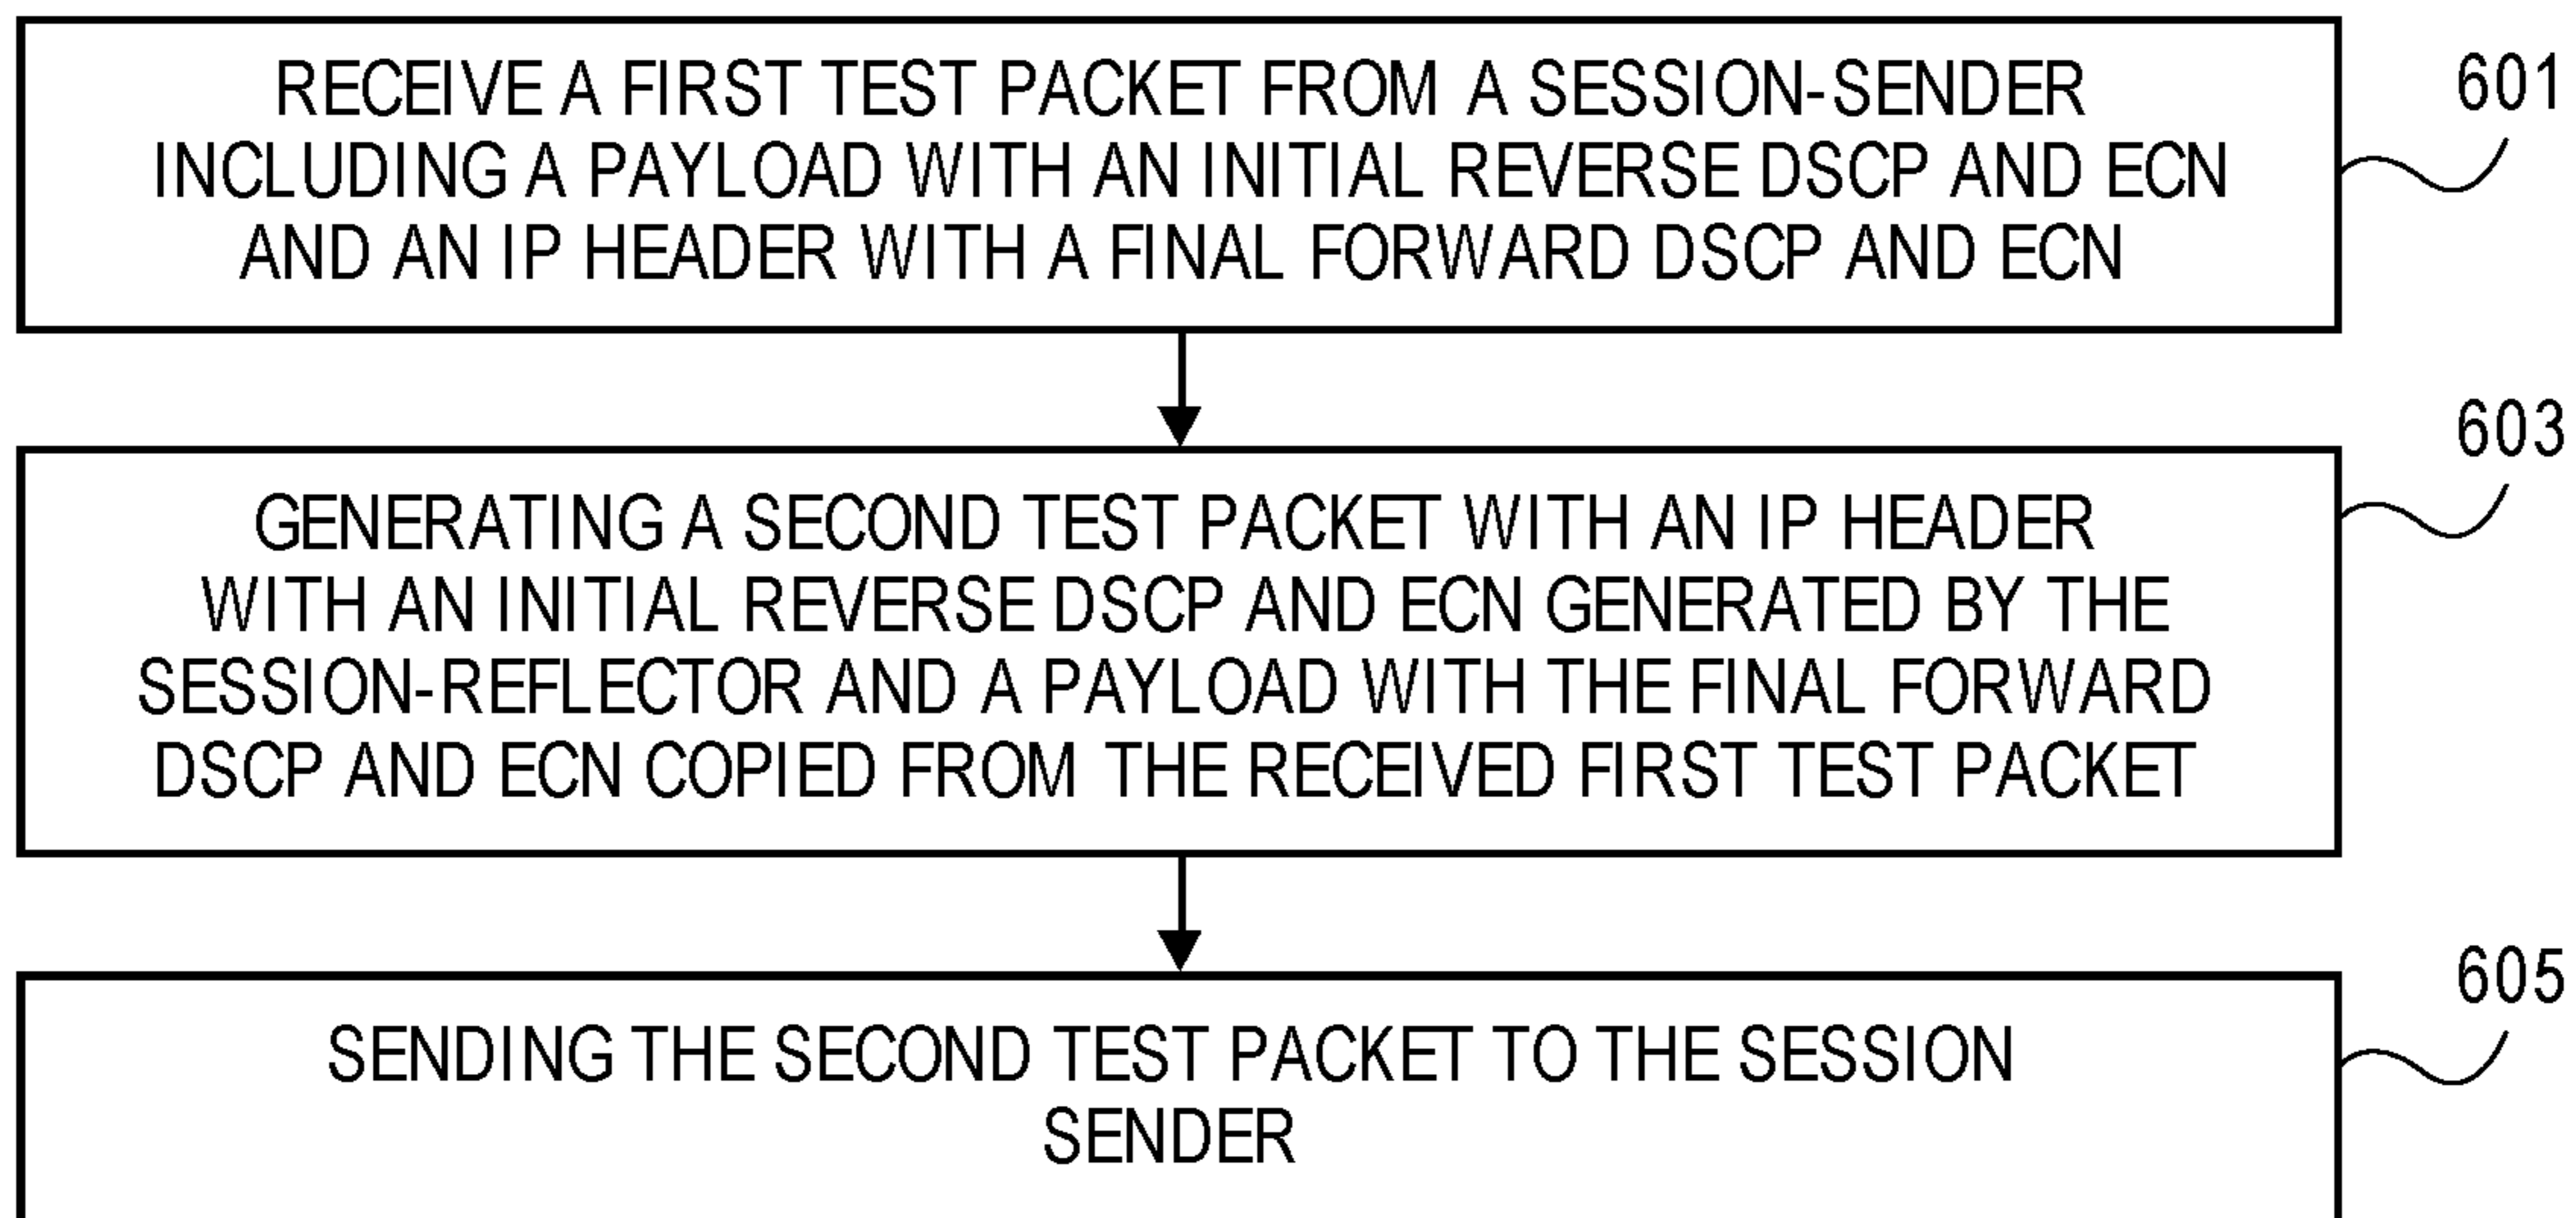 RECEIVE A FIRST TEST PACKET FROM A SESSION-SENDER
INCLUDING A PAYLOAD WITH AN INITIAL REVERSE DSCP AND ECN
AND AN IP HEADER WITH A FINAL FORWARD DSCP AND ECN
601
GENERATING A SECOND TEST PACKET WITH AN IP HEADER
WITH AN INITIAL REVERSE DSCP AND ECN GENERATED BY THE
SESSION-REFLECTOR AND A PAYLOAD WITH THE FINAL FORWARD
DSCP AND ECN COPIED FROM THE RECEIVED FIRST TEST PACKET
603
SENDING THE SECOND TEST PACKET TO THE SESSION
SENDER
605